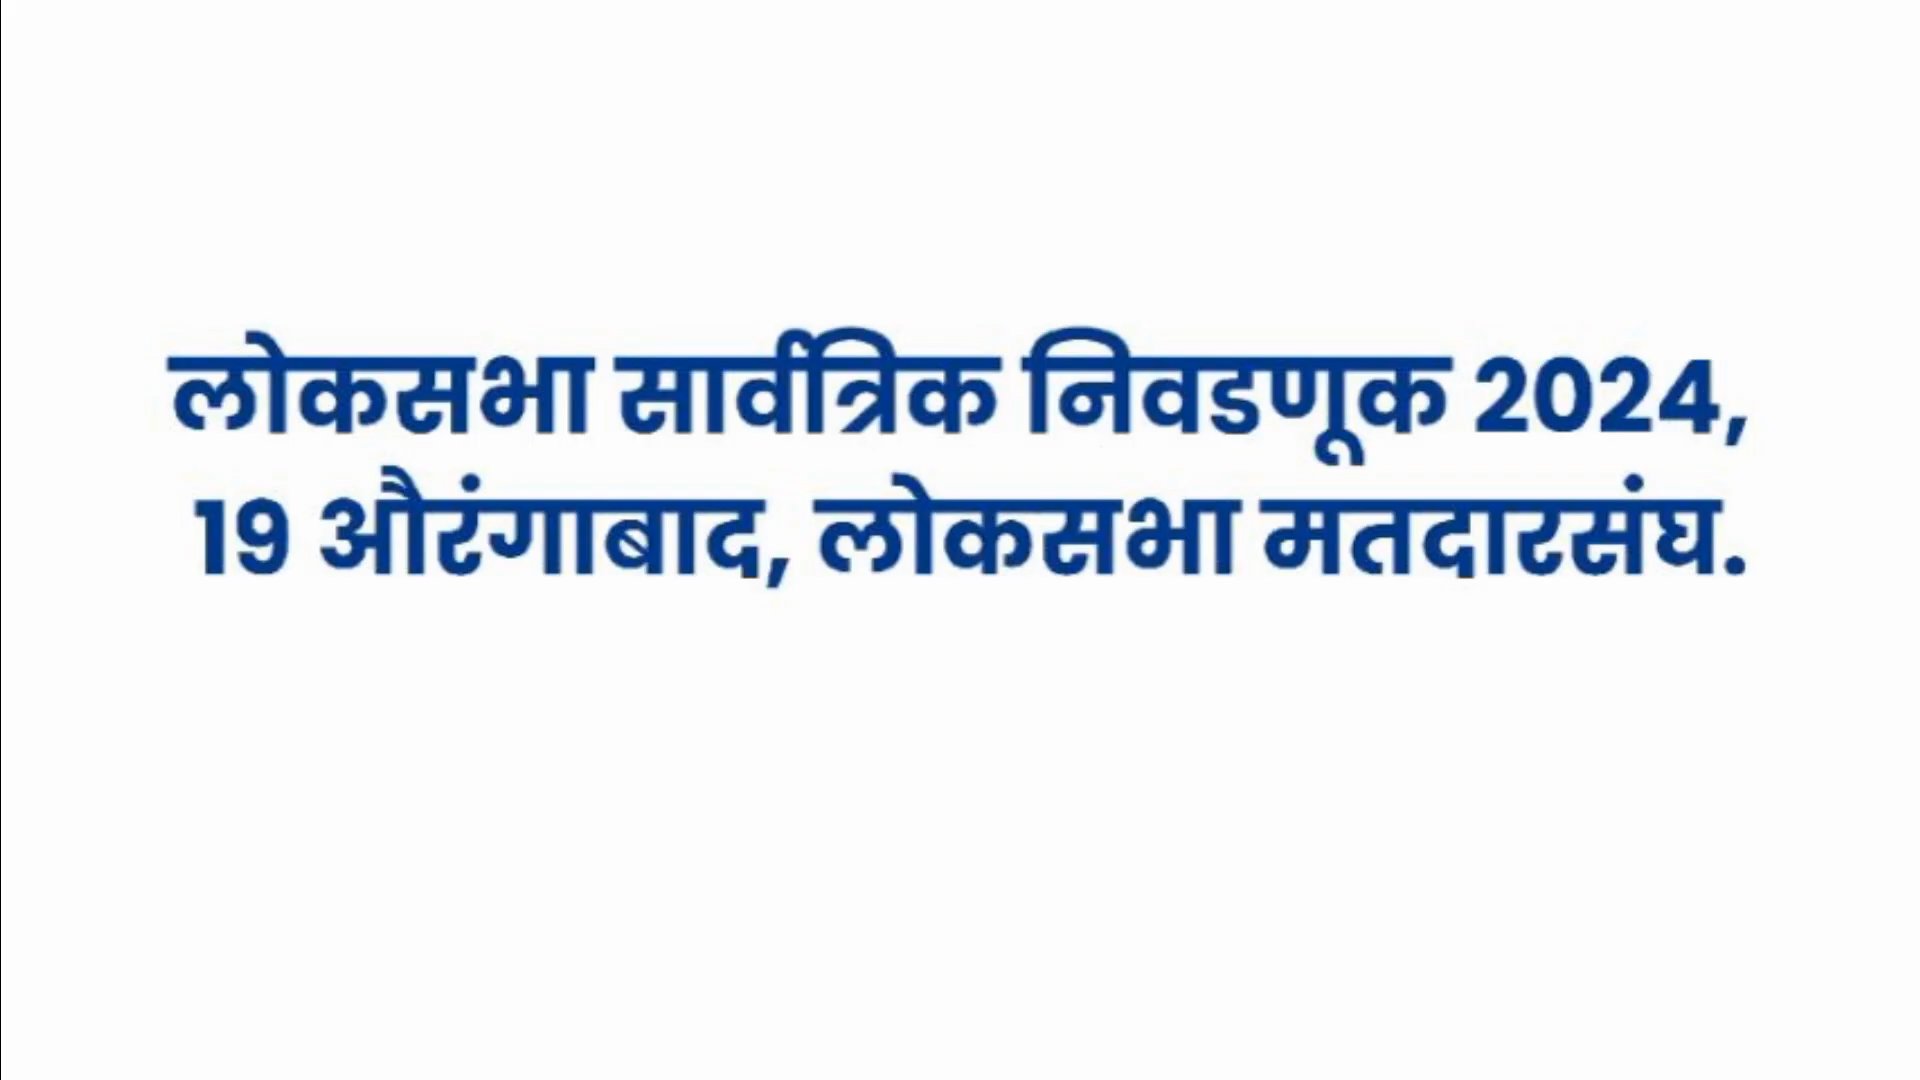 लोकसभा सार्वत्रिक निवडणूक 2024,
19 औरंगाबाद, लोकसभा मतदारसंघ.